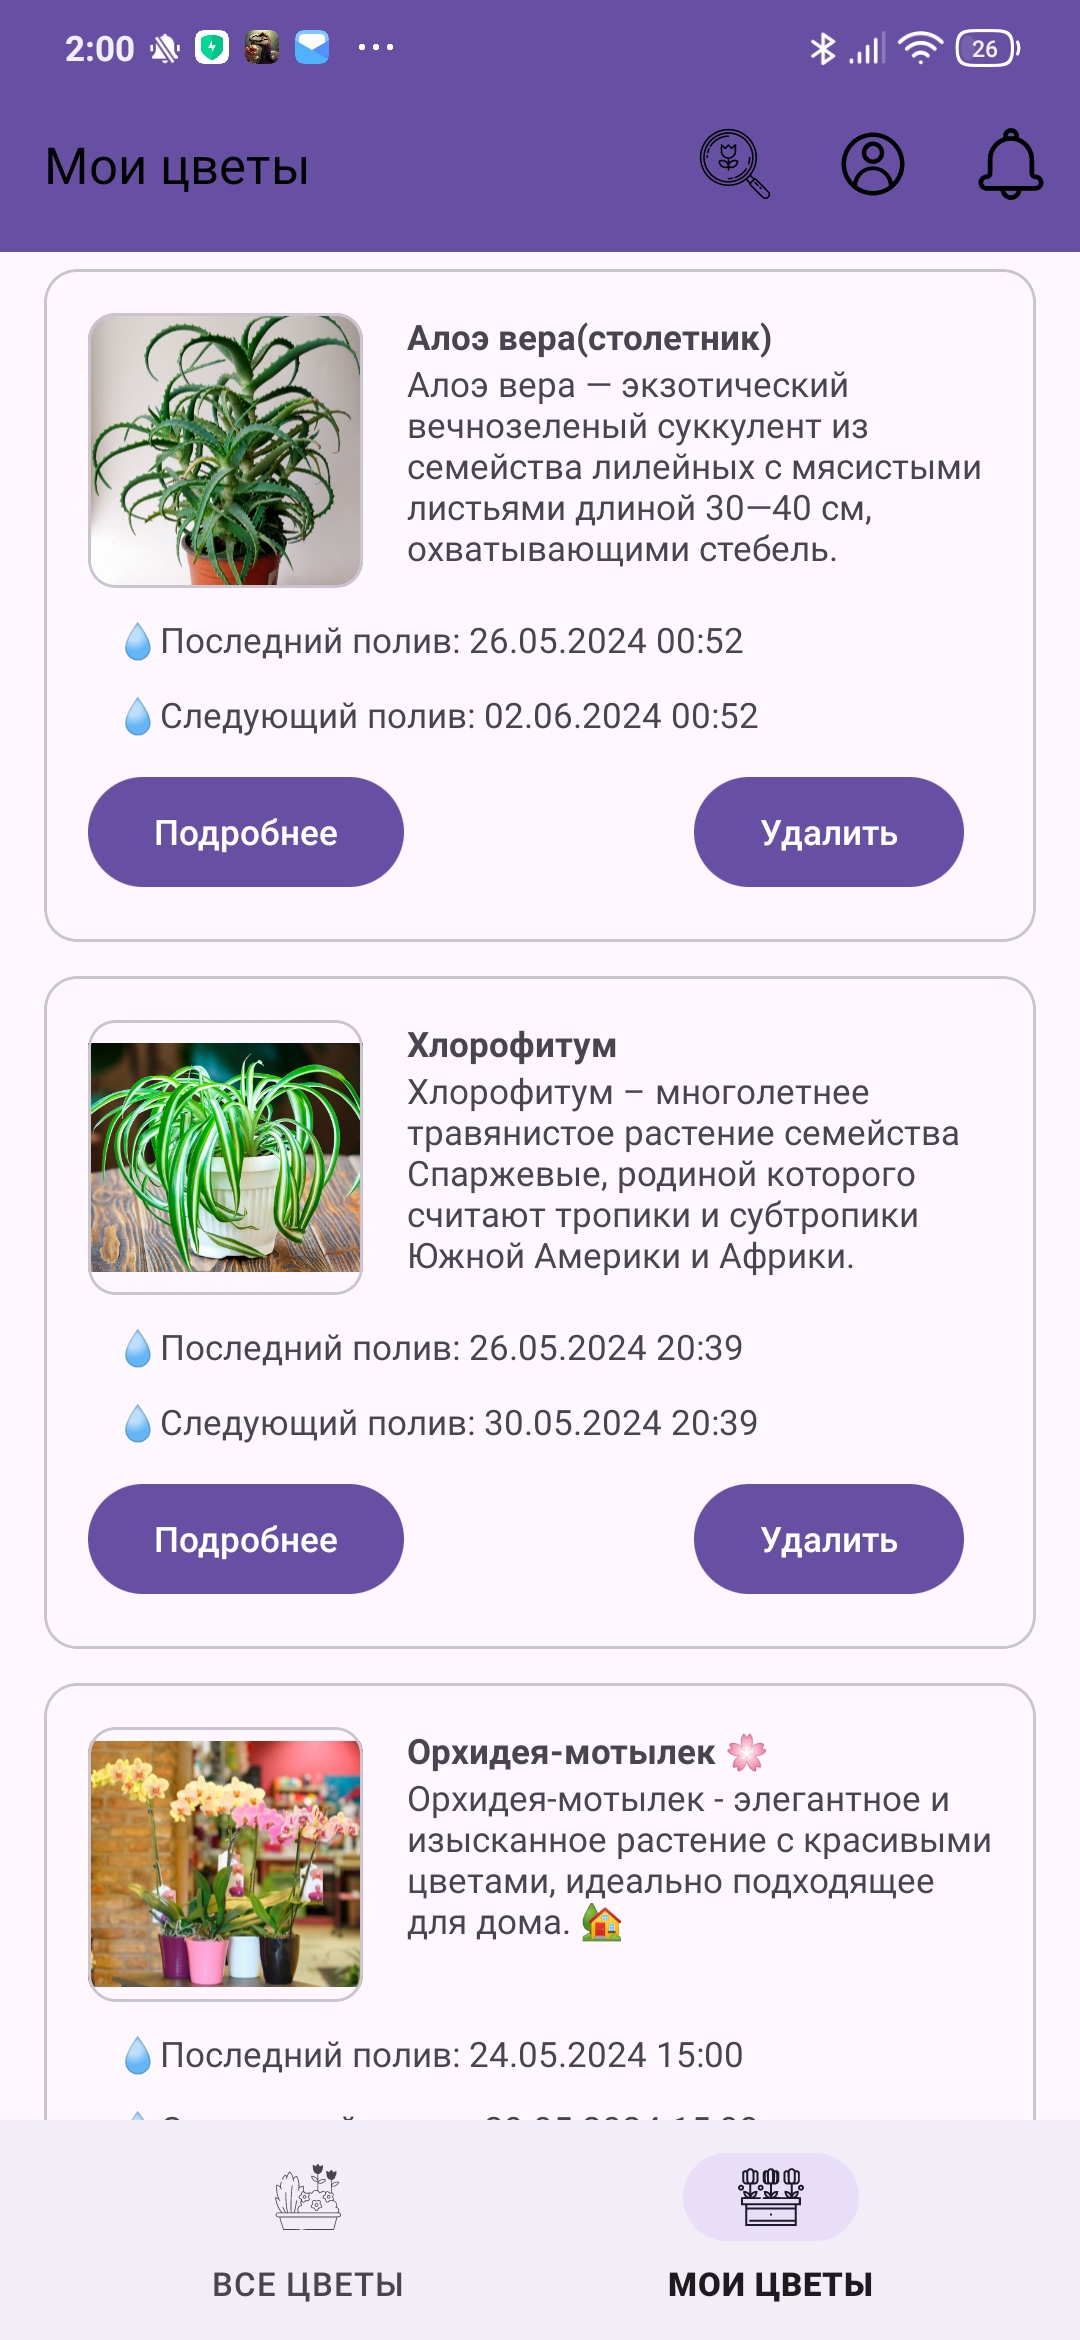 2:00
26
Мои цветы
Алоэ вера(столетник)
Алоэ вера — экзотический
вечнозеленый суккулент из
семейства лилейных с мясистыми
листьями длиной 30—40 см,
охватывающими стебель.
💧Последний полив: 26.05.2024 00:52
💧Следующий полив: 02.06.2024 00:52
Подробнее
Удалить
Хлорофитум
Хлорофитум – многолетнее
травянистое растение семейства
Спаржевые, родиной которого
считают тропики и субтропики
Южной Америки и Африки.
💧Последний полив: 26.05.2024 20:39
💧Следующий полив: 30.05.2024 20:39
Подробнее
Удалить
Орхидея-мотылек 🌸
Орхидея-мотылек - элегантное и
изысканное растение с красивыми
цветами, идеально подходящее
для дома. 🏡
💧Последний полив: 24.05.2024 15:00
ВСЕ ЦВЕТЫ
МОИ ЦВЕТЫ